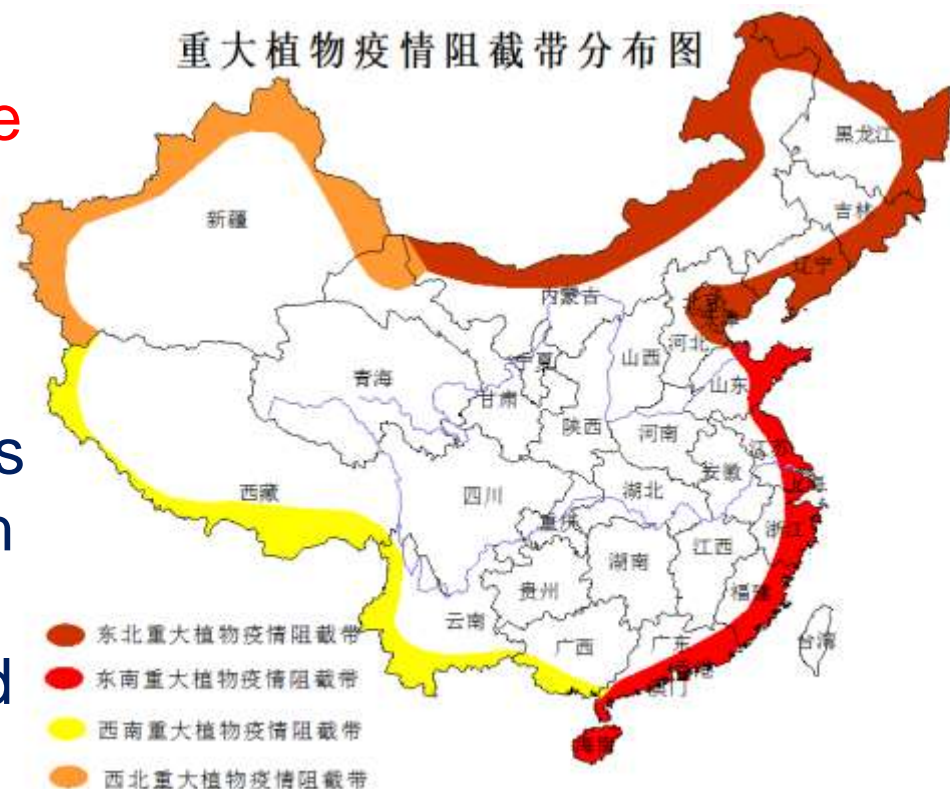 重大植物疫情阻截带分布图
e
黑龙江
吉林
辽宁
新疆
内蒙古
北京
天津
河北
山西
宁夏
山东
青海
甘肃
陕西
河南
江苏
s
西藏
四川
安徽
上海
湖北
重庆
n
浙江
江西
湖南
贵州
福建
云南
广西
广东
台湾
香港
澳门
海南
d
东北重大植物疫情阻截带
东南重大植物疫情阻截带
西南重大植物疫情阻截带
西北重大植物疫情阻截带